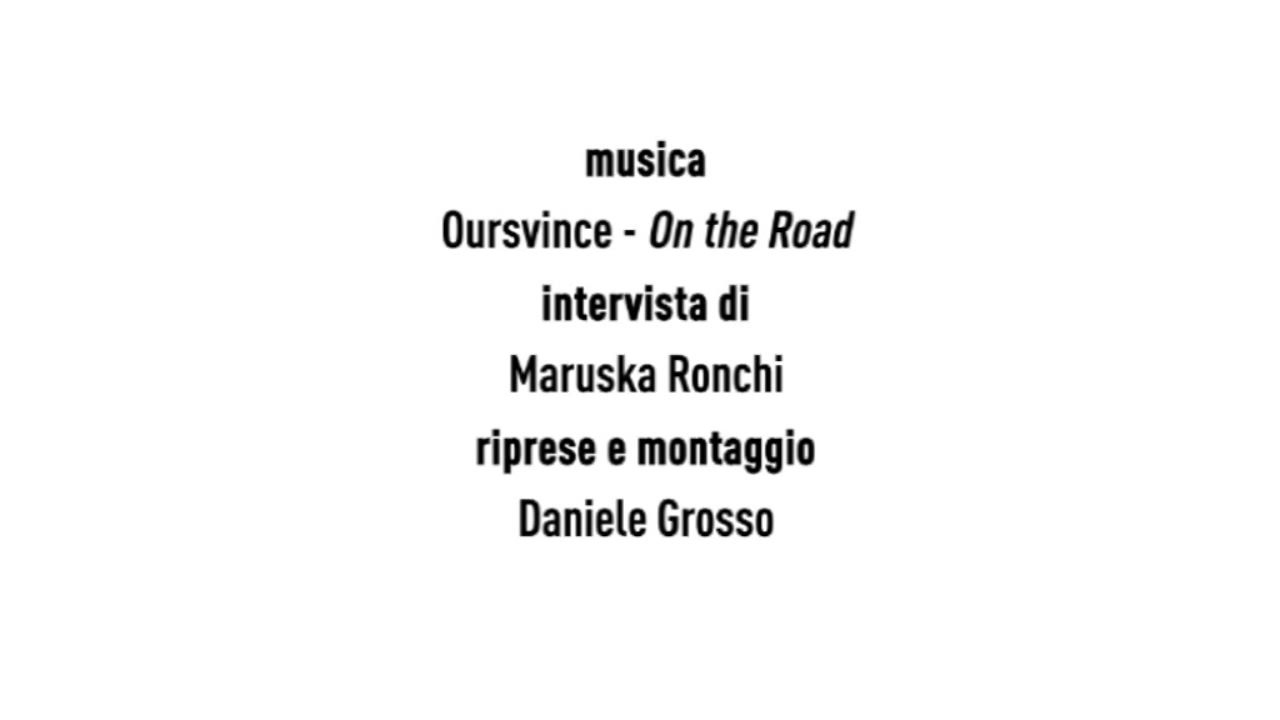 musica
Oursvince - On the Road
intervista di
Maruska Ronchi
riprese e montaggio
Daniele Grosso